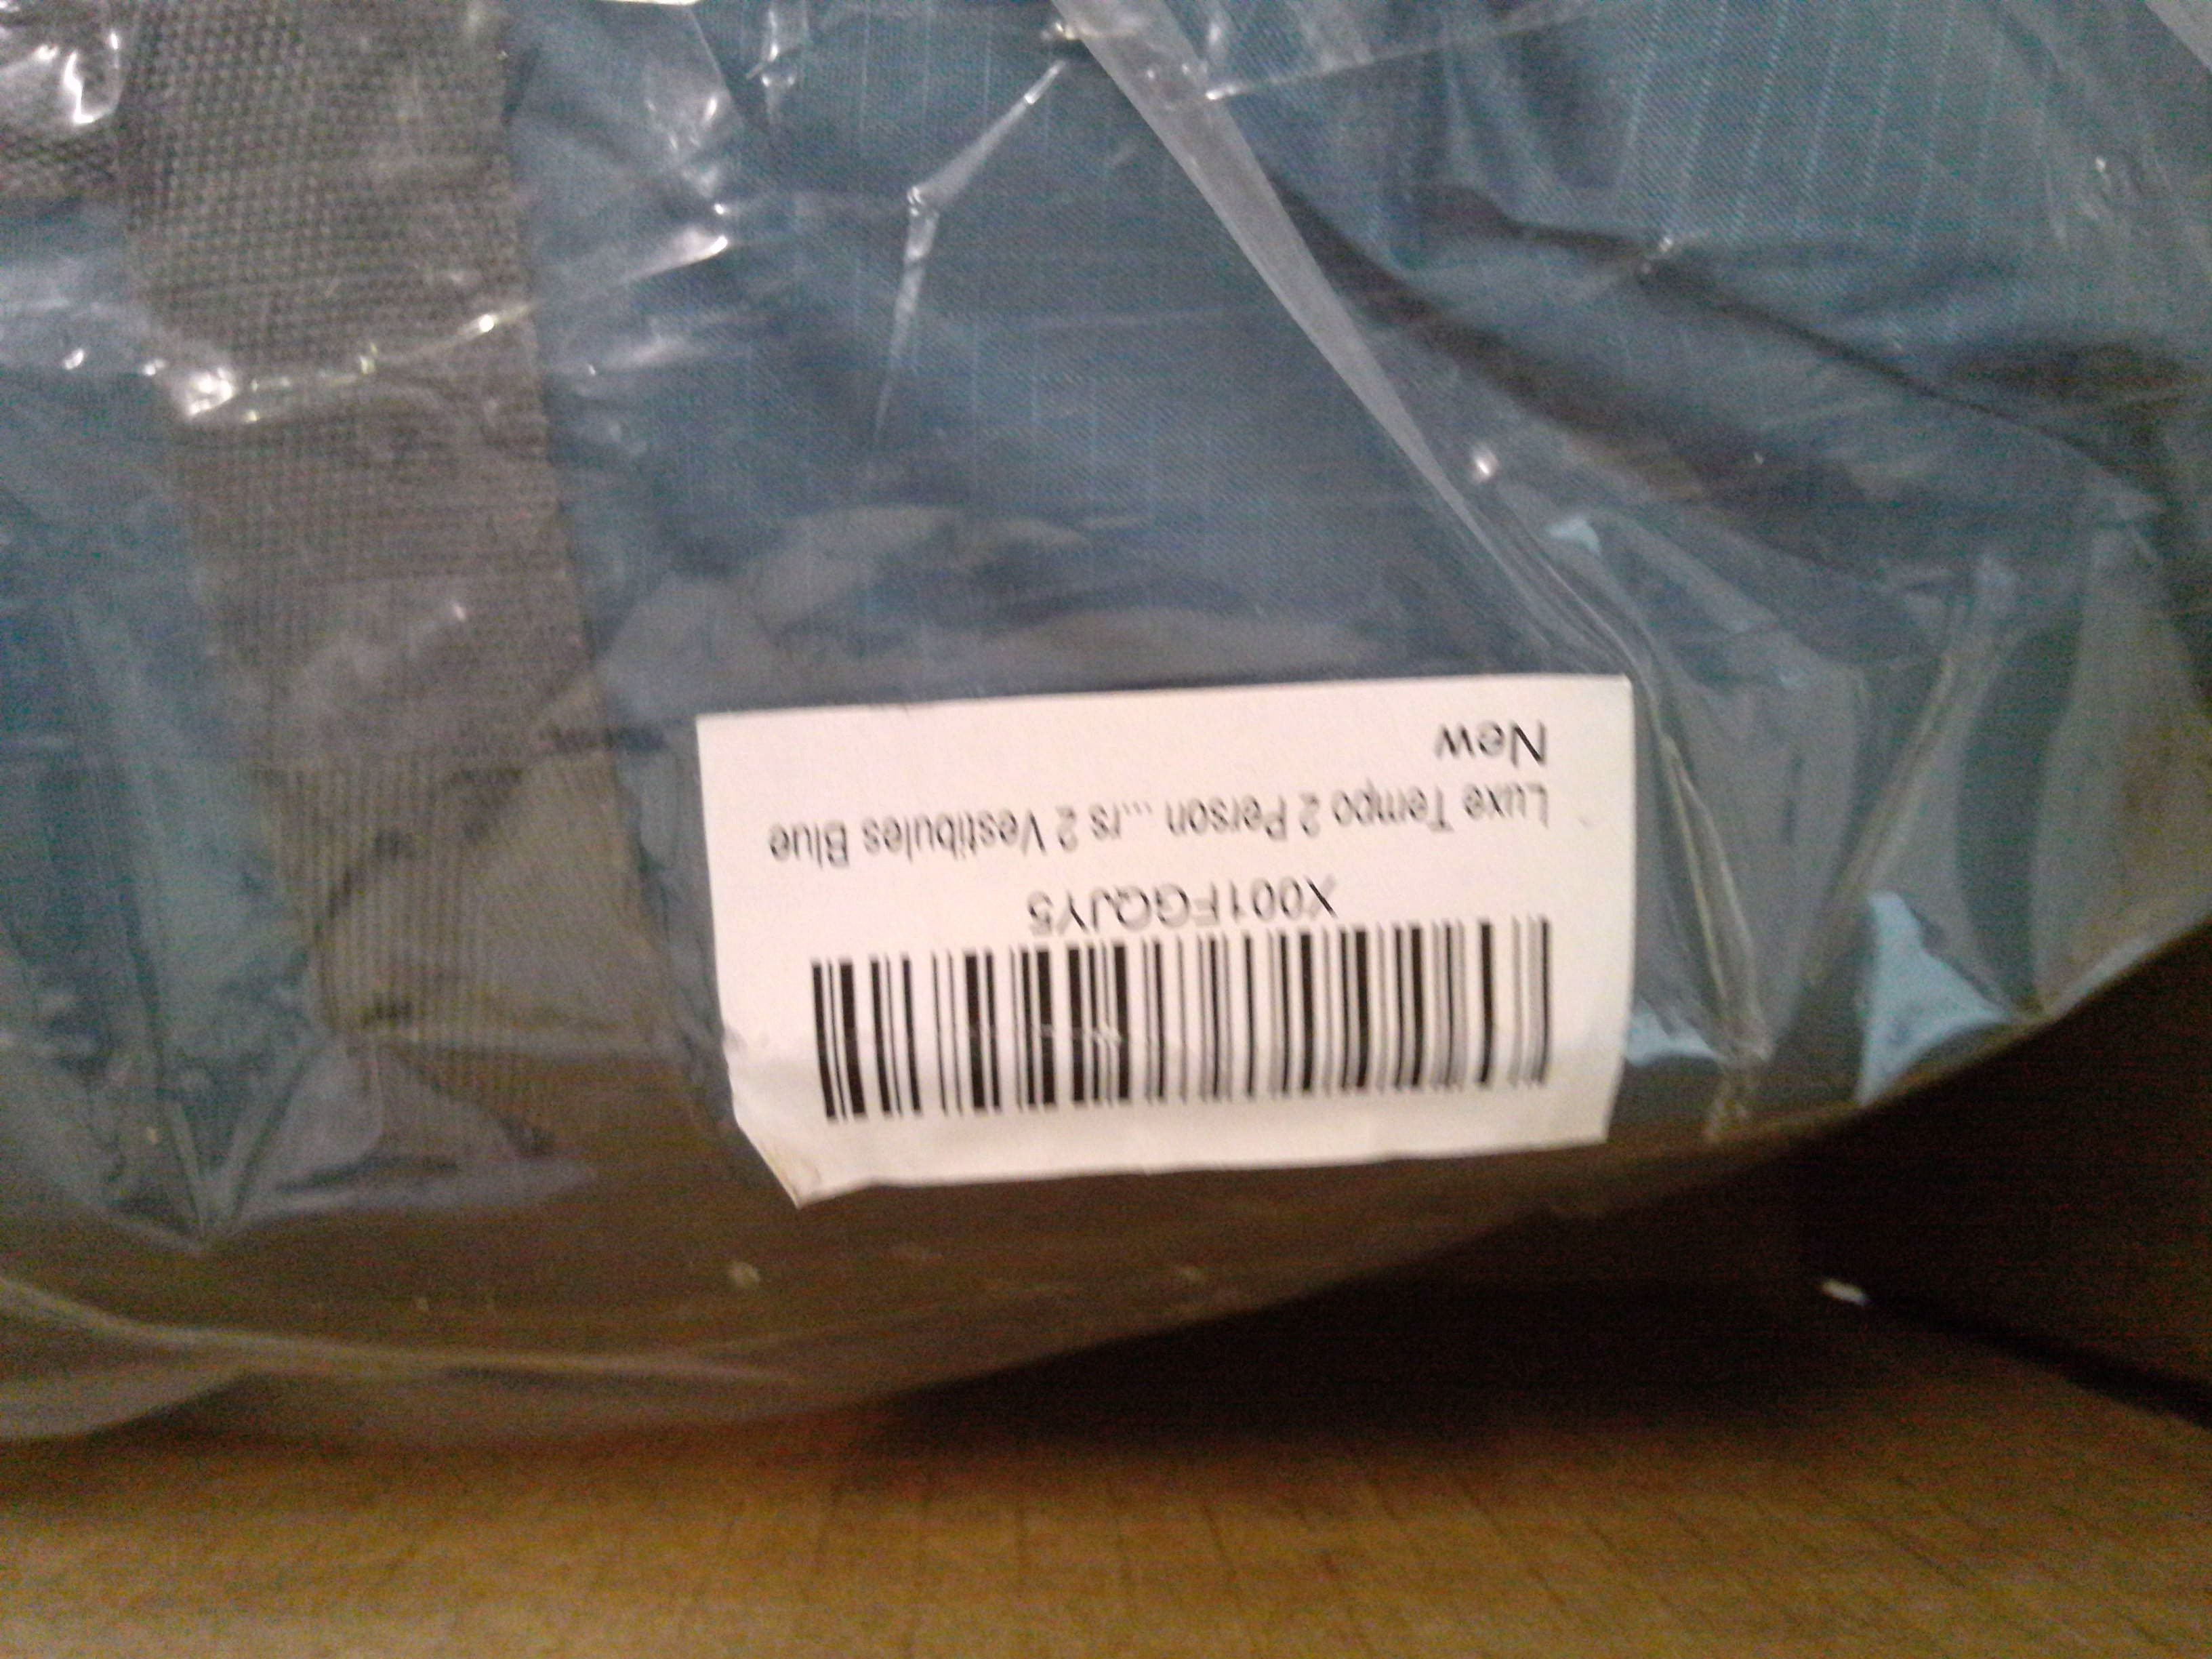 X001FGQJY5
Luxe Tempo 2 Person ...rs 2 Vestibules Blue
New